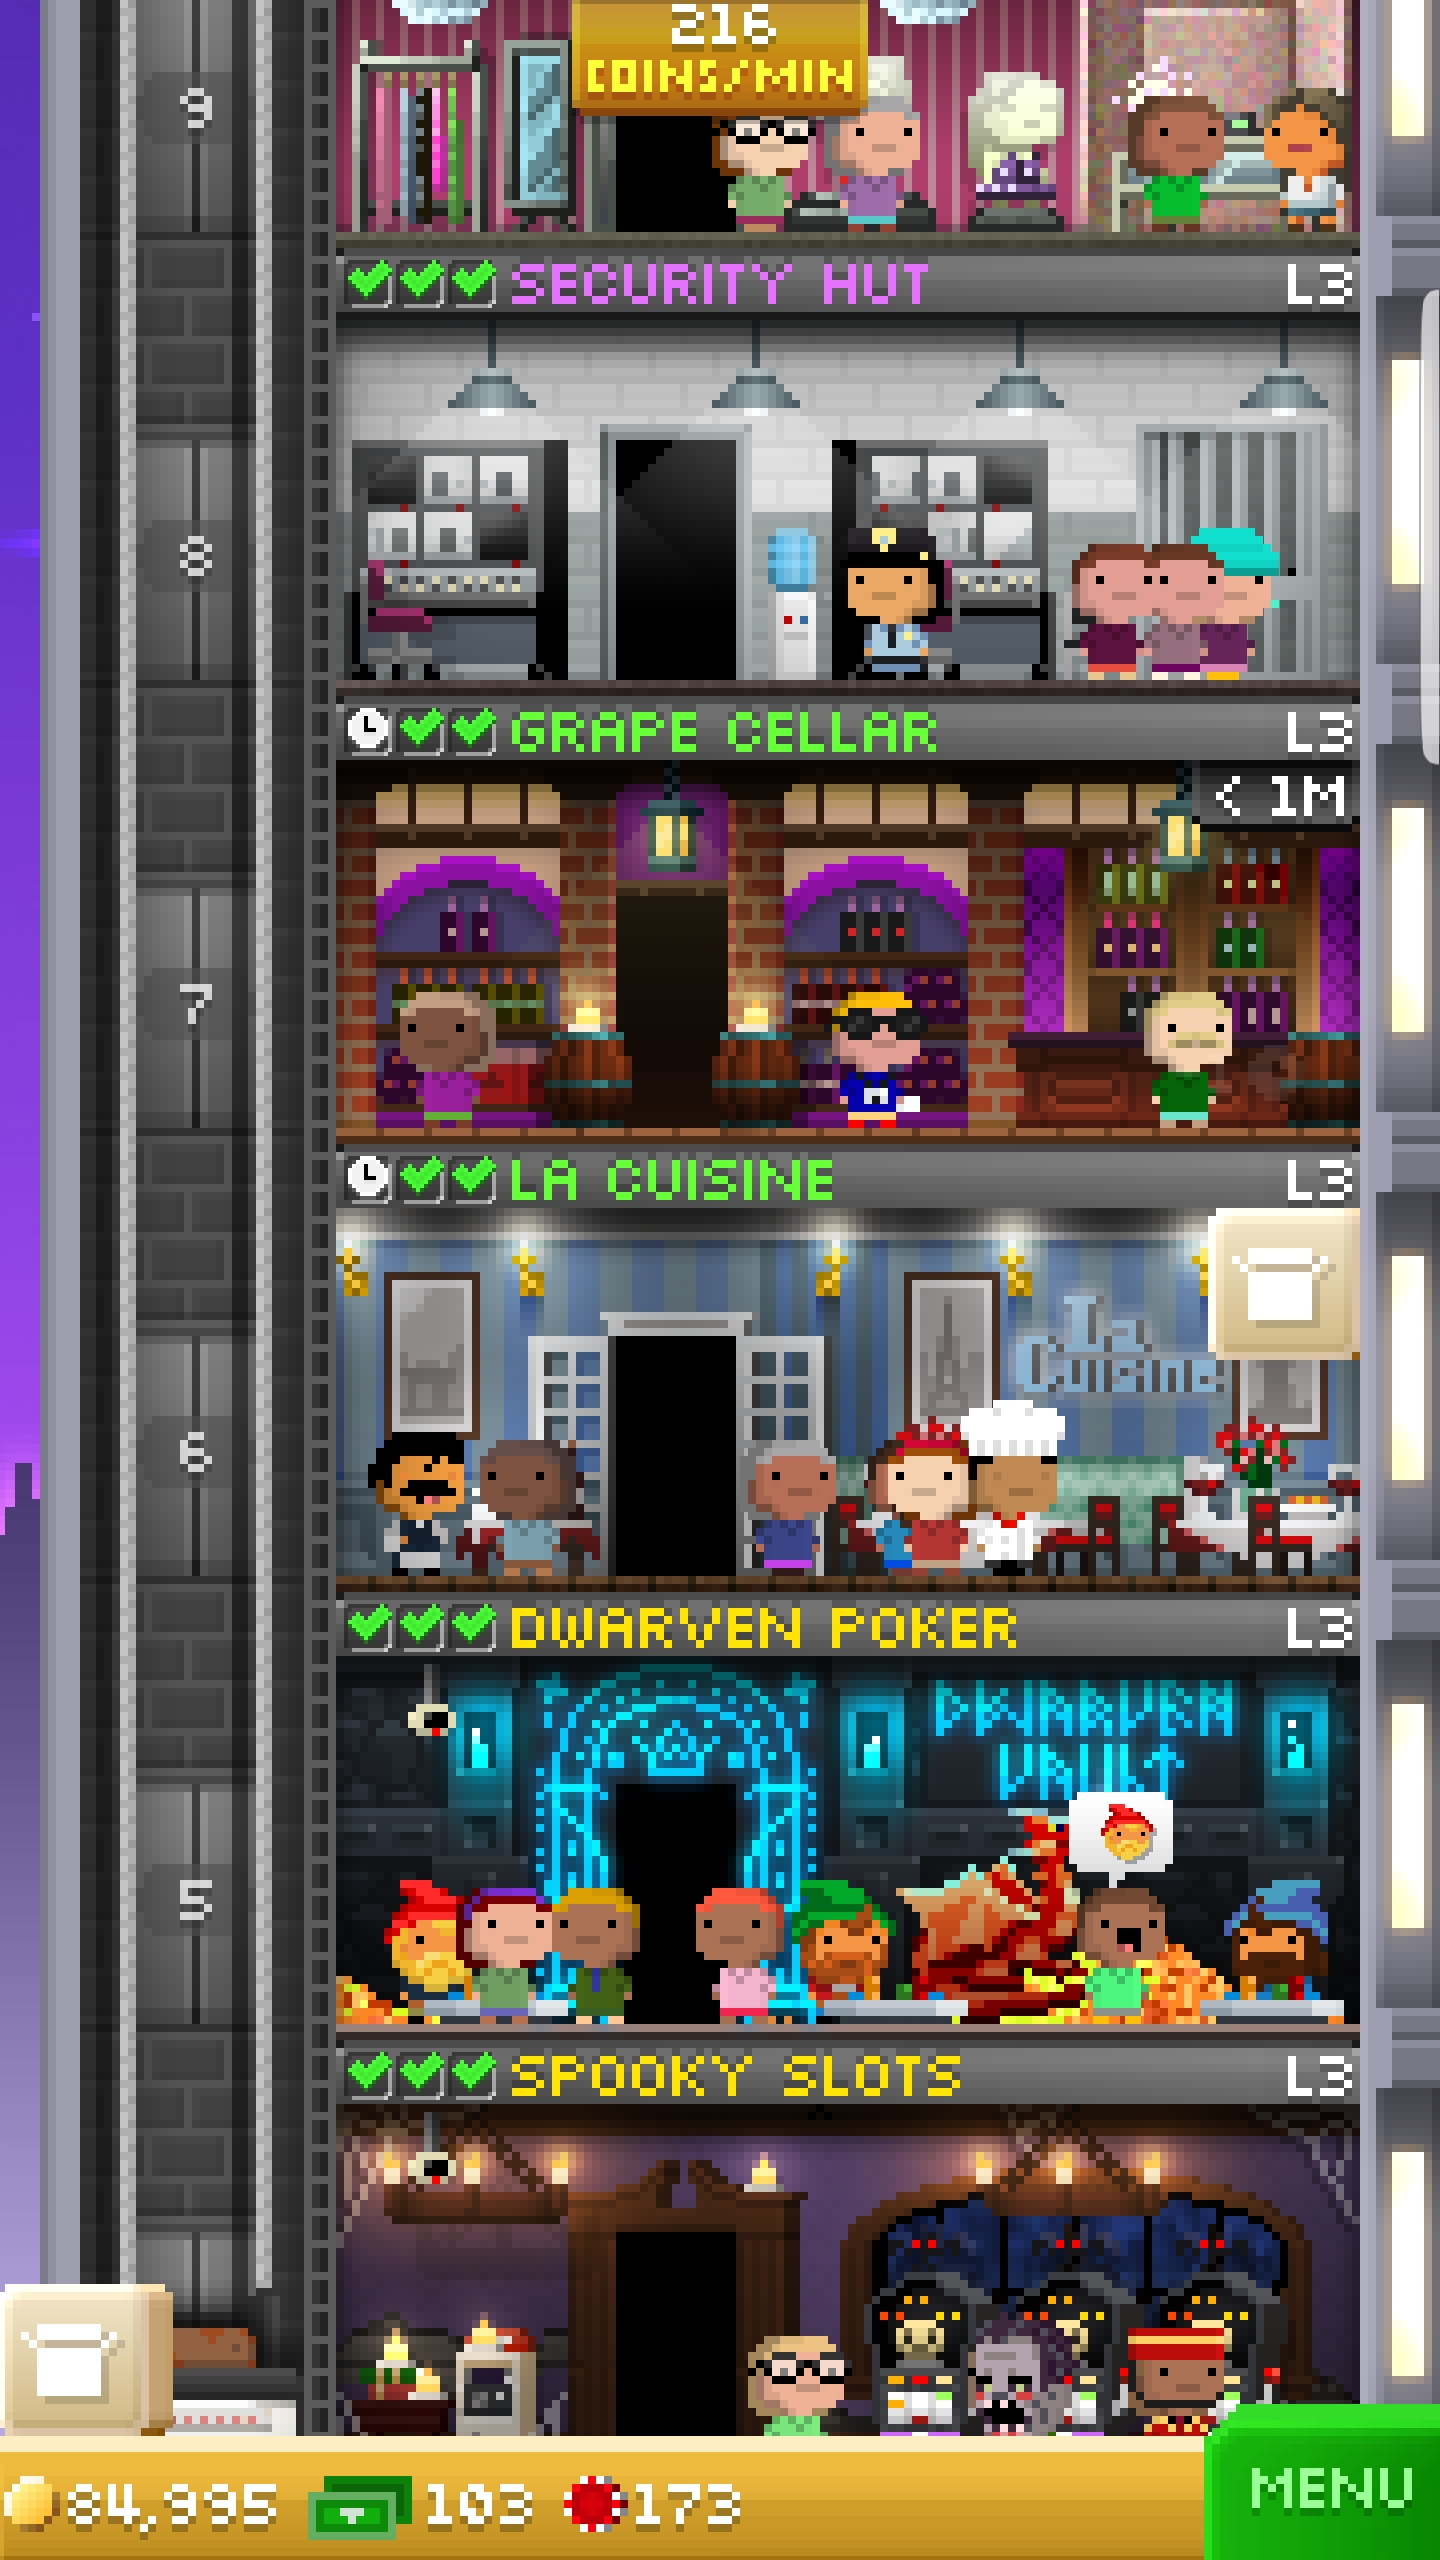 216
COINS/MIN
9
SECURITY HUT L3
8
GRAPE CELLAR L3
< 1M
7
LA CUISINE L3
La
Cuisine
6
DWARVEN POKER L3
DWARVEN
VAULT
5
SPOOKY SLOTS L3
84,995 103 173
MENU